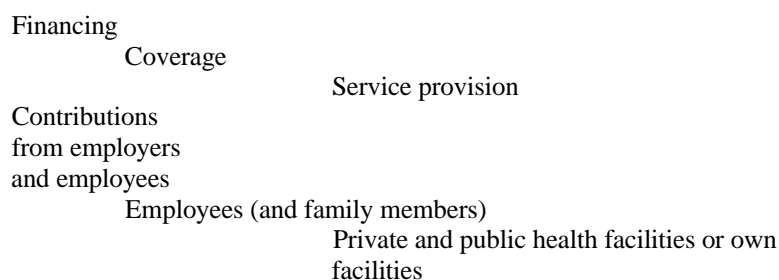 Financing
Coverage
Service provision
Contributions
from employers
and employees
Employees (and family members)
Private and public health facilities or own
facilities